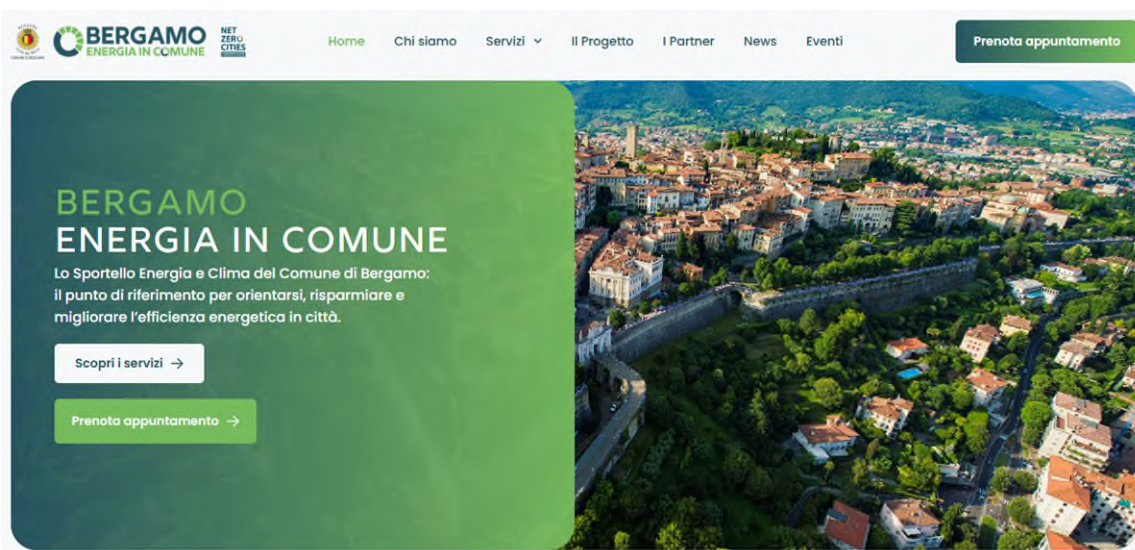 BERGAMO
ENERGIA IN COMUNE
NET
ZERO
CITIES
Home Chi siamo Servizi Il Progetto I Partner News Eventi
Prenota appuntamento
BERGAMO
ENERGIA IN COMUNE
Lo Sportello Energia e Clima del Comune di Bergamo:
il punto di riferimento per orientarsi, risparmiare e
migliorare l'efficienza energetica in città.
Scopri i servizi →
Prenota appuntamento →